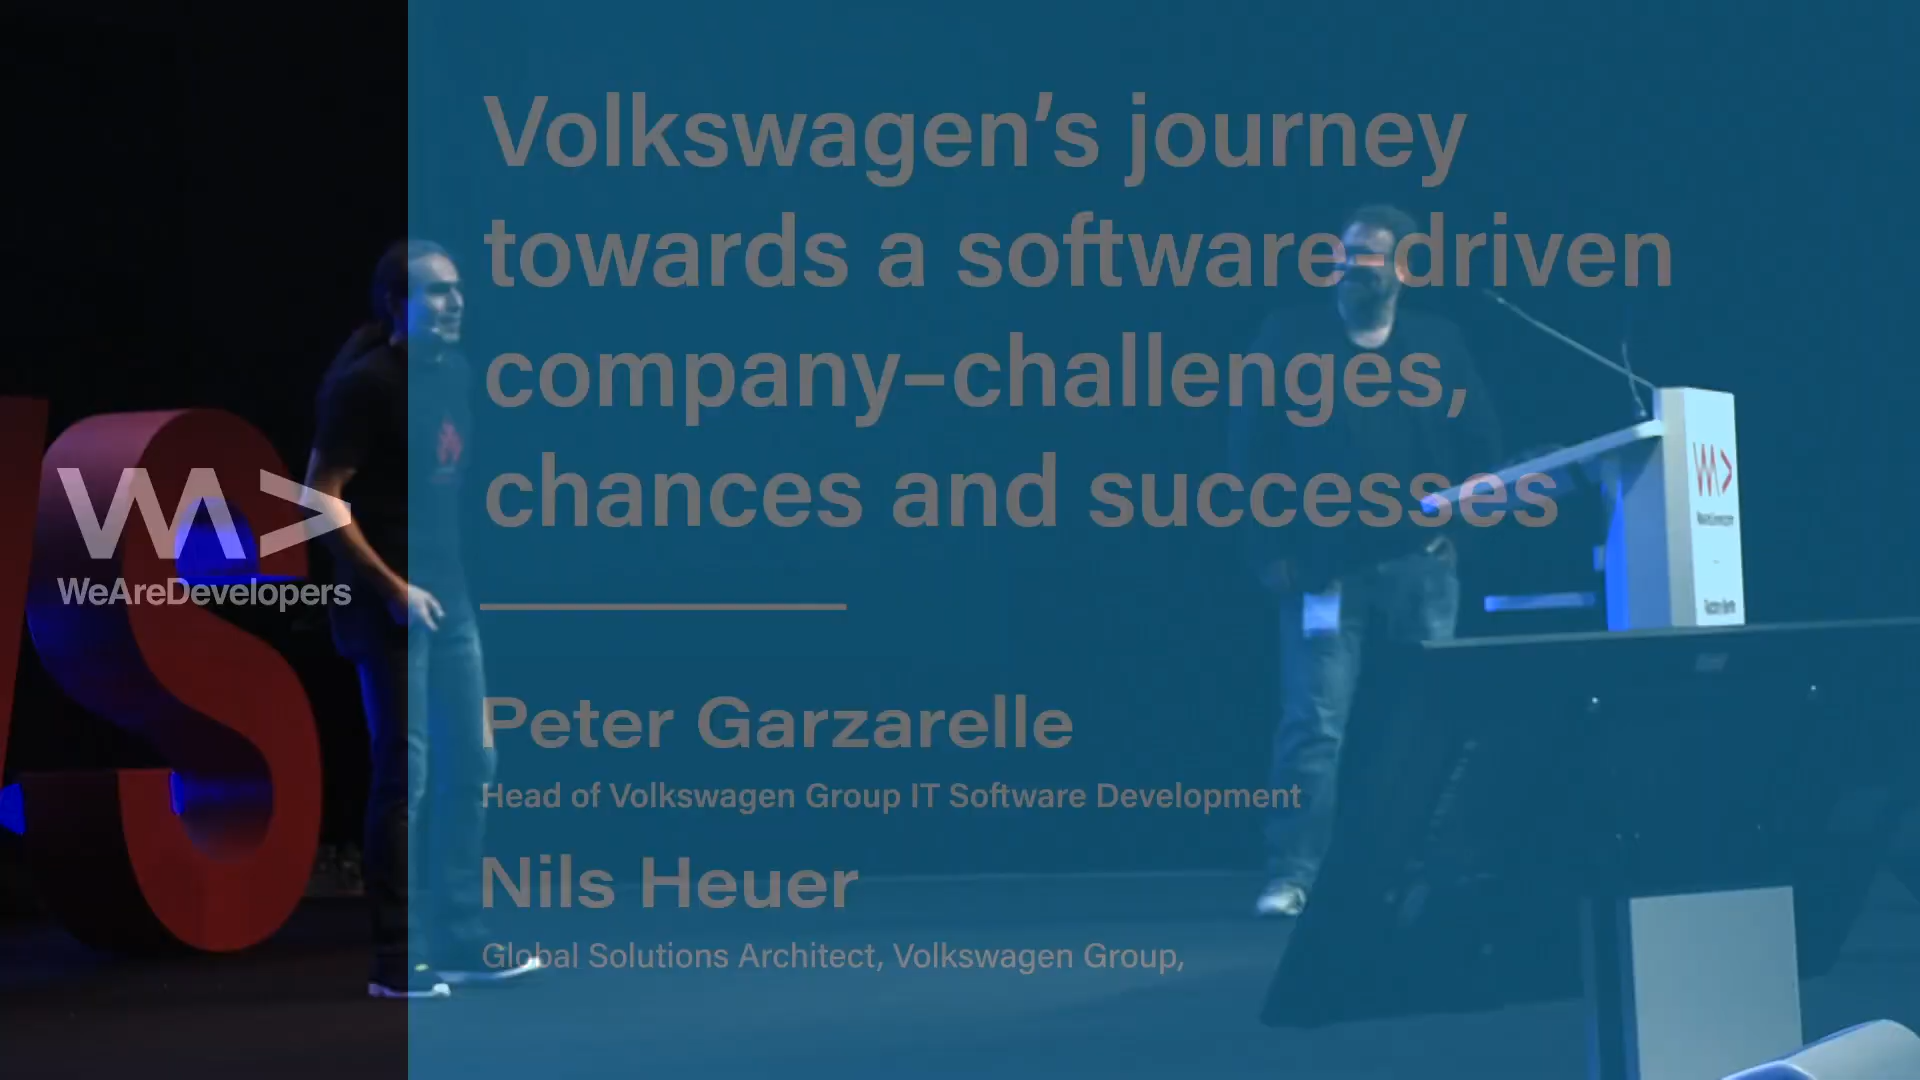 Volkswagen’s journey
towards a software-driven
company–challenges,
chances and successes
WeAreDevelopers
Peter Garzarelle
Head of Volkswagen Group IT Software Development
Nils Heuer
Global Solutions Architect, Volkswagen Group,